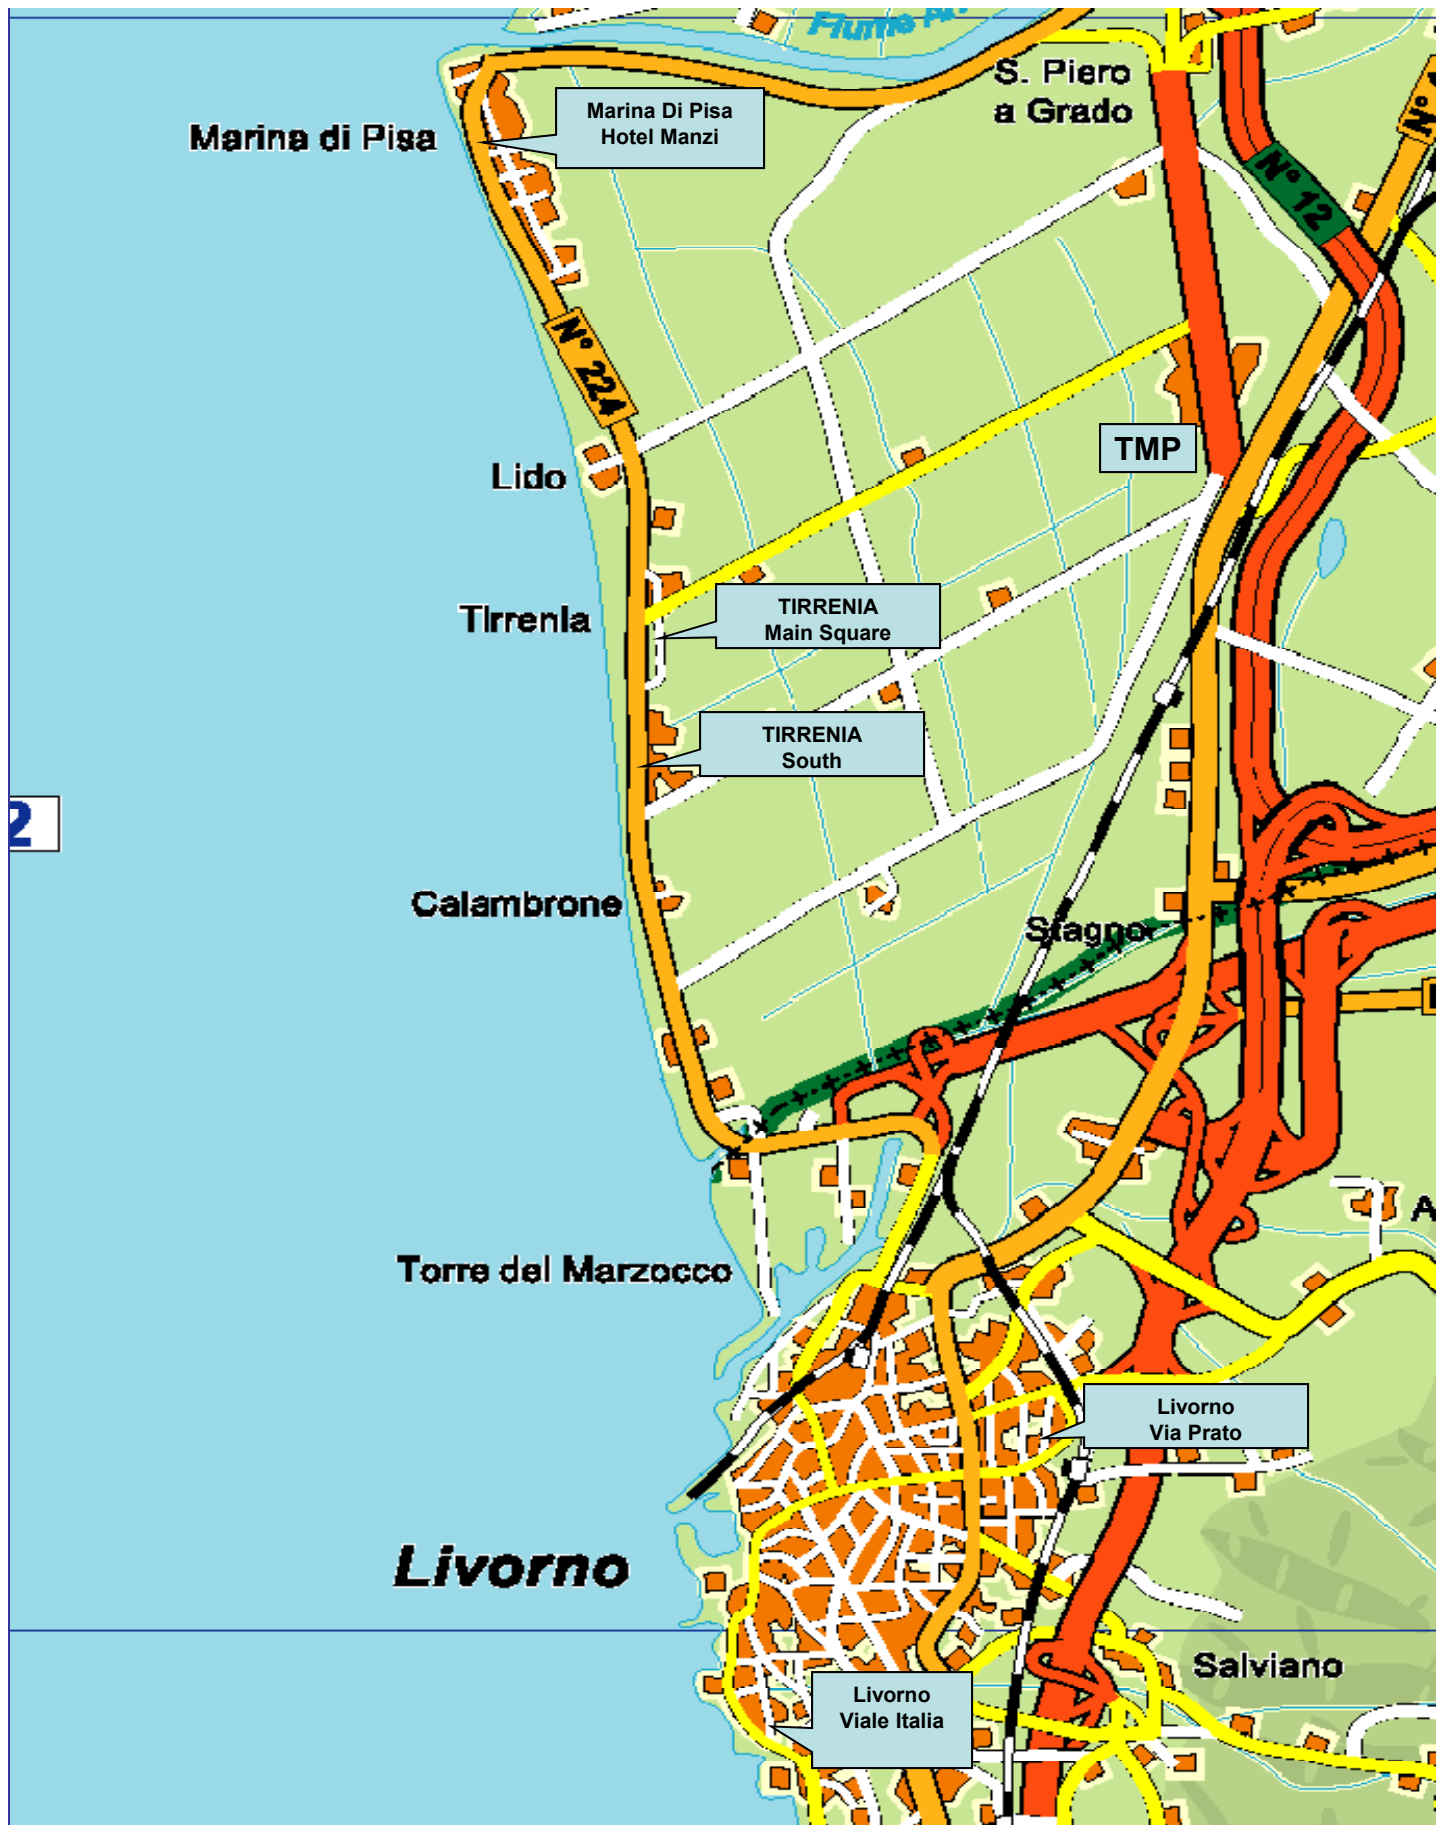 S. Piero
a Grado
Marina Di Pisa
Hotel Manzi
Marina di Pisa
N° 12
N° 224
TMP
Lido
TIRRENIA
Main Square
Tirrenia
TIRRENIA
South
2
Calambrone
Stagno
Torre del Marzocco
Livorno
Via Prato
Livorno
Salviano
Livorno
Viale Italia